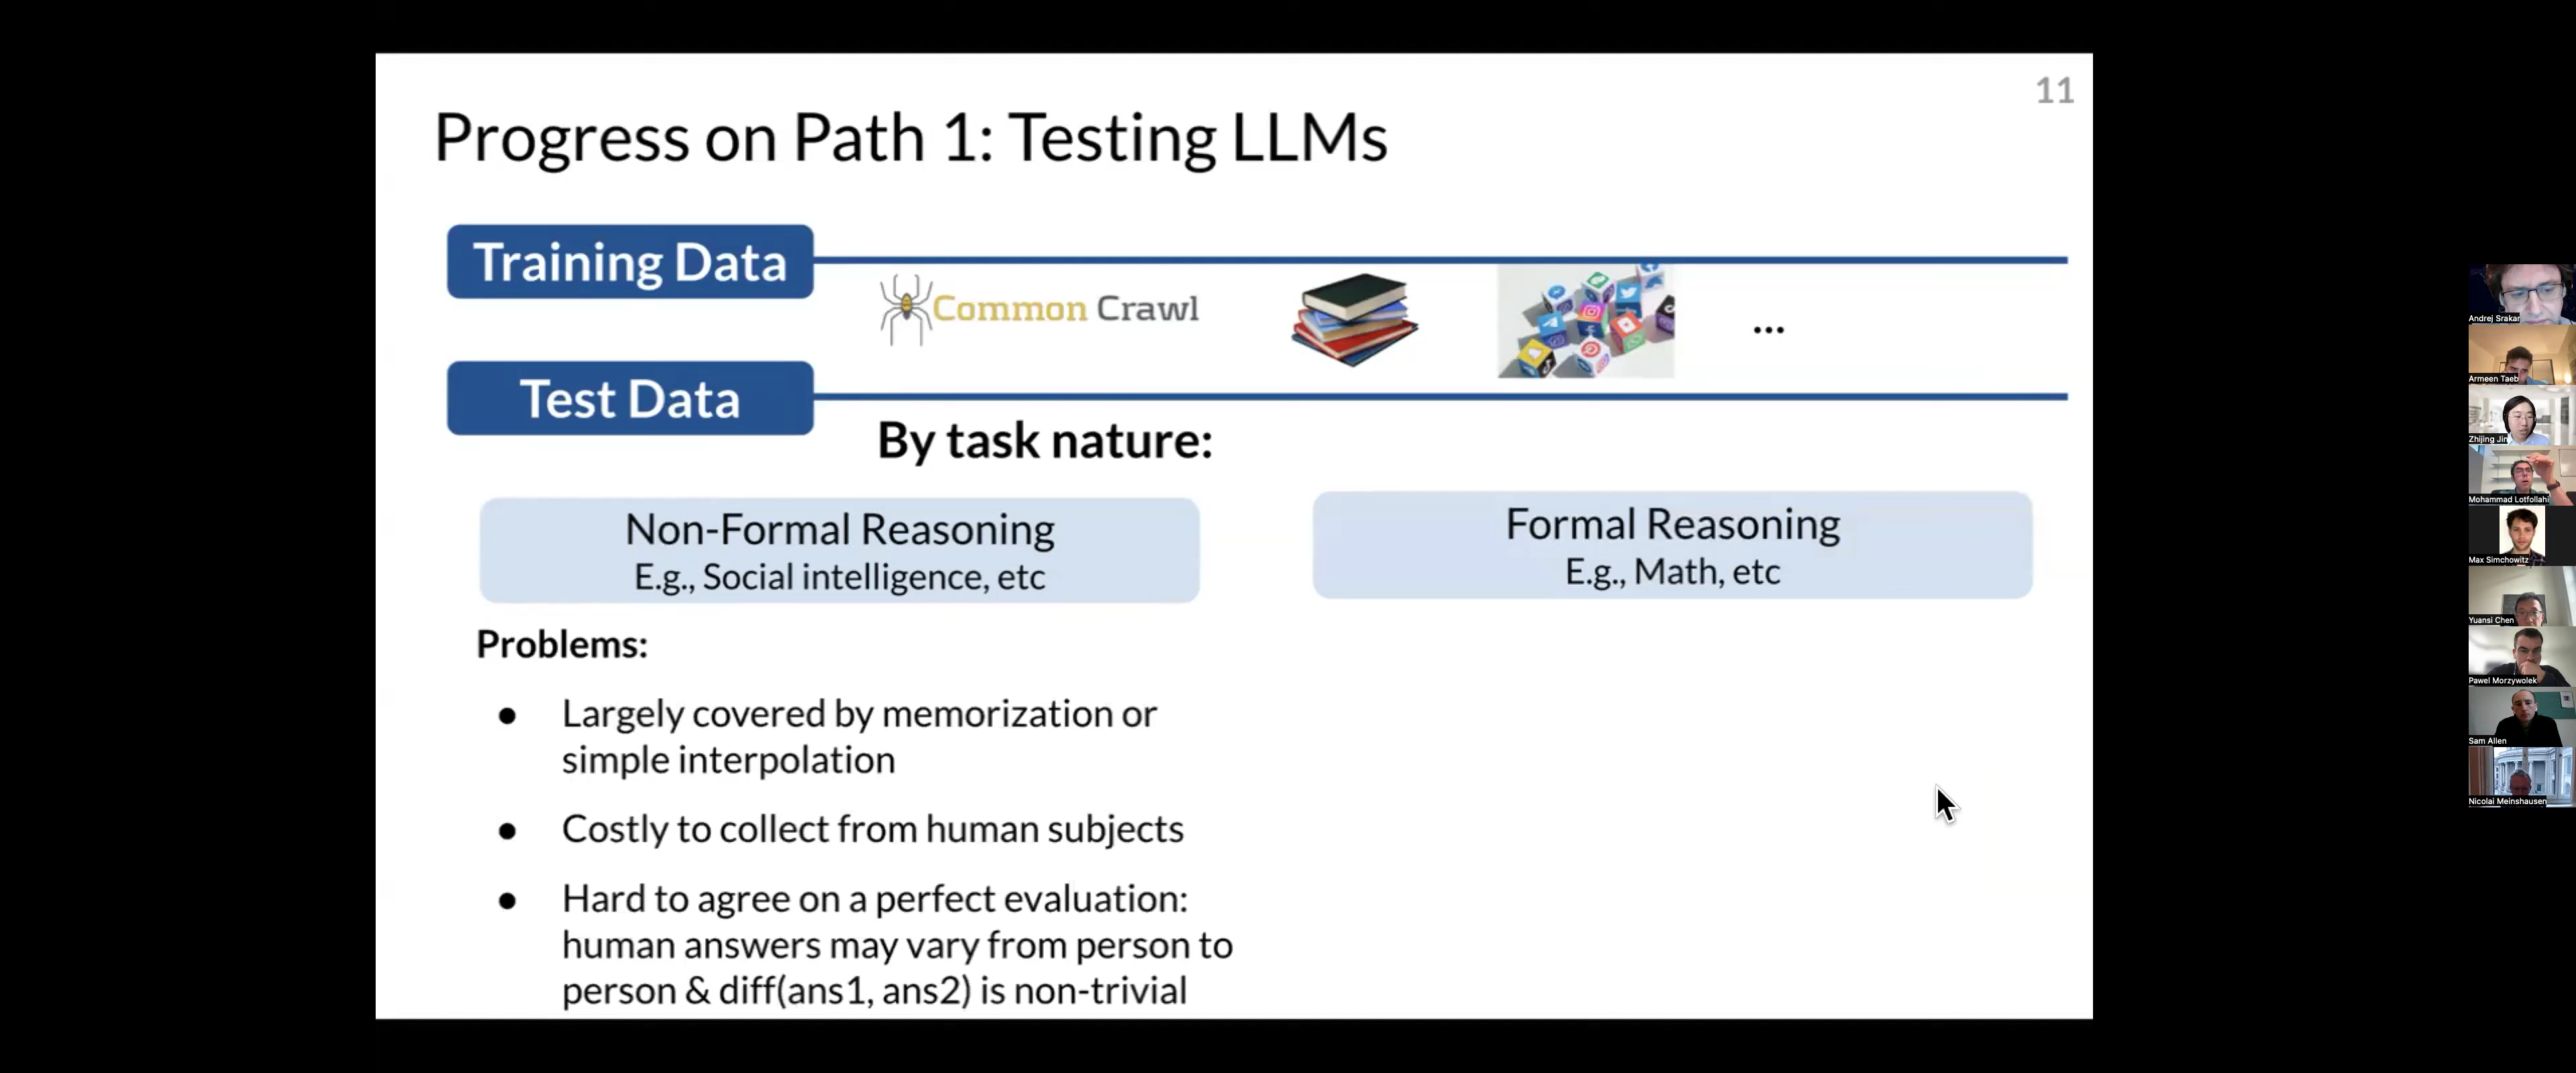 11
Progress on Path 1: Testing LLMs
Training Data
Common Crawl
...
Test Data
By task nature:
Non-Formal Reasoning
E.g., Social intelligence, etc
Formal Reasoning
E.g., Math, etc
Problems:
● Largely covered by memorization or
simple interpolation
● Costly to collect from human subjects
● Hard to agree on a perfect evaluation:
human answers may vary from person to
person & diff(ans1, ans2) is non-trivial
Andrej Srakar
Armeen Taeb
Zhijing Jin
Mohammad Lotfollahi
Max Simchowitz
Yuansi Chen
Pawel Morzywolek
Sam Allen
Nicolai Meinshausen